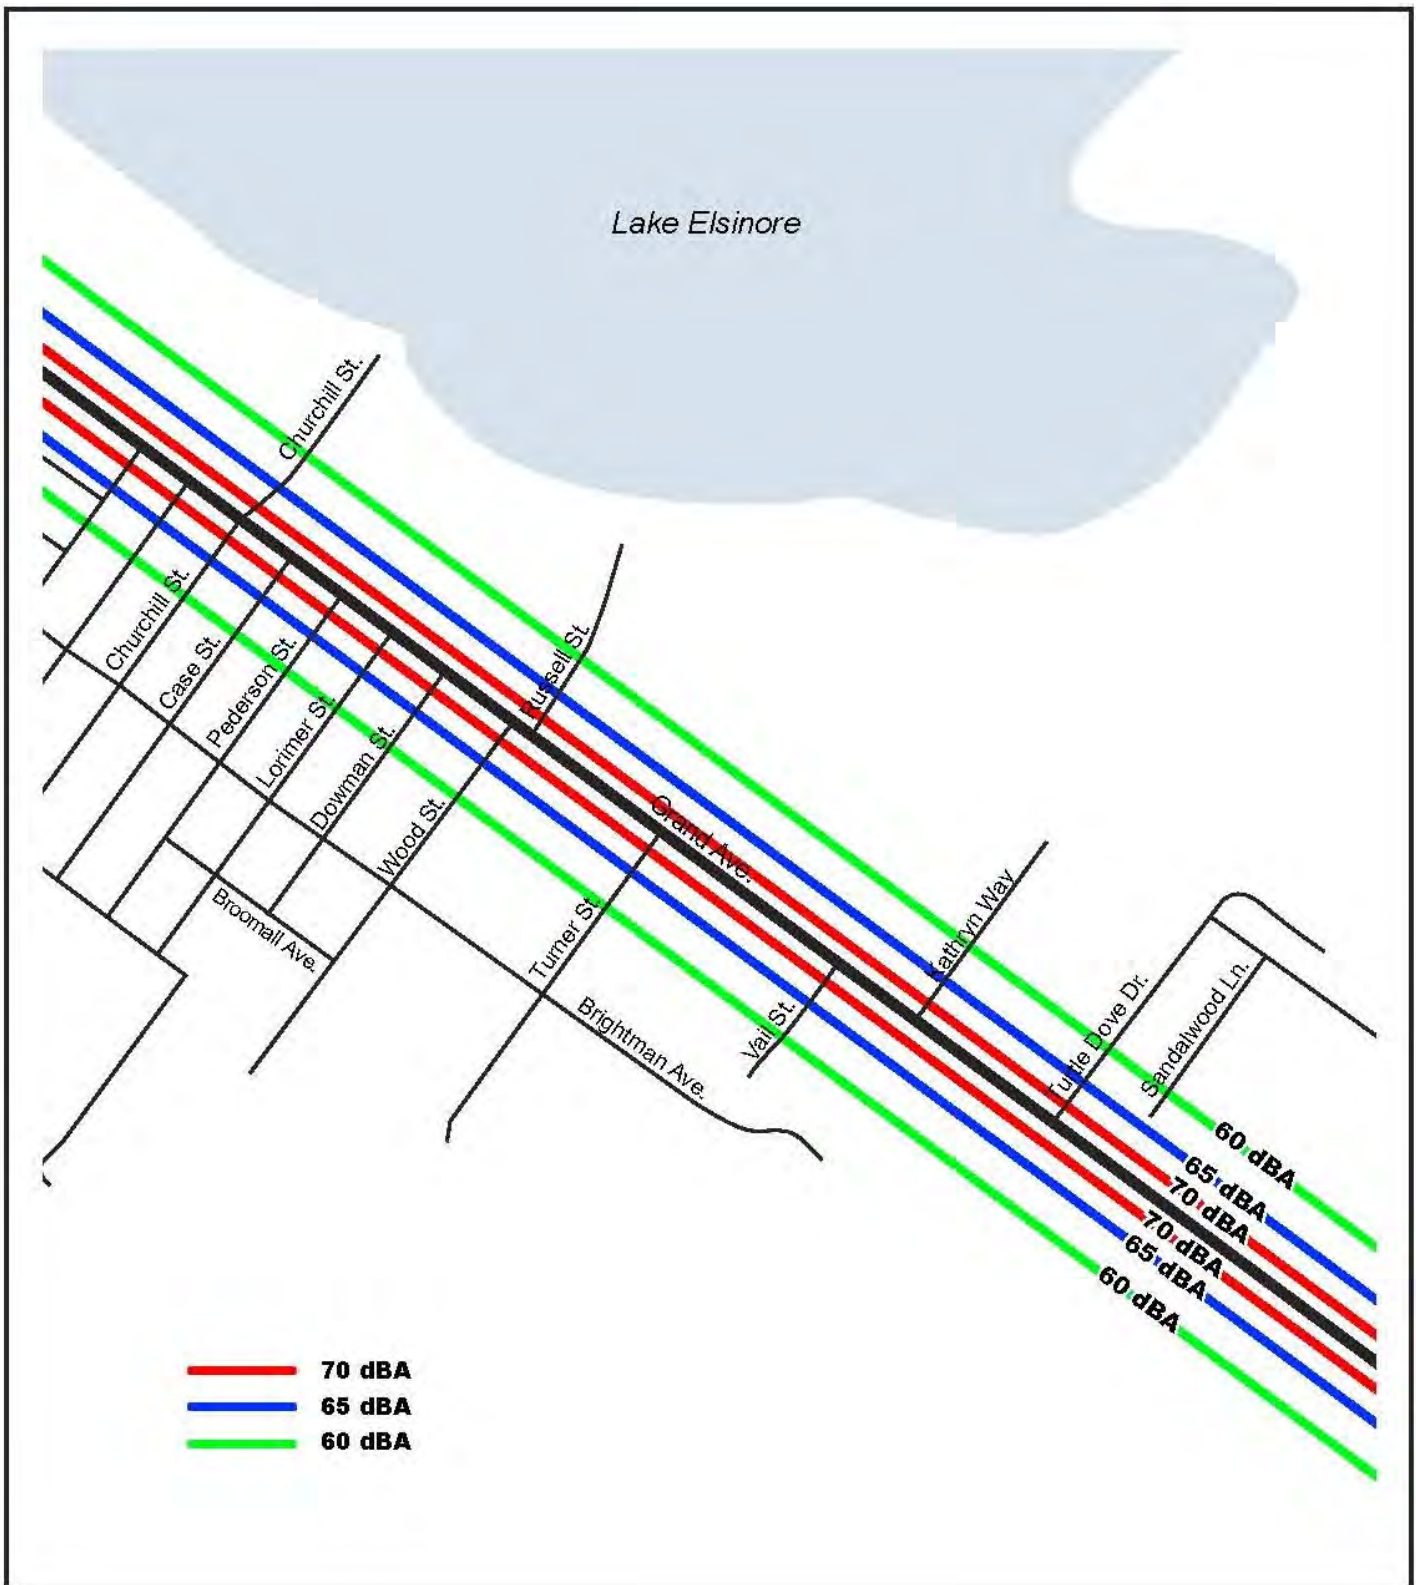 Lake Elsinore
Churchill St.
Churchill St.
Case St.
Pederson St.
Lorimer St.
Dowman St.
Wood St.
Russell St.
Broomall Ave.
Grand Ave.
Turner St.
Brightman Ave.
Vail St.
Kathryn Way
Tuttle Dove Dr.
Sandalwood Ln.
60 dBA
65 dBA
70 dBA
70 dBA
65 dBA
60 dBA
70 dBA
65 dBA
60 dBA